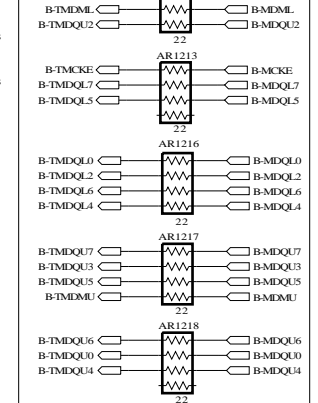 B-TMDML B-MDML
B-TMDQU2 B-MDQU2
22
AR1213
B-TMCKE B-MCKE
B-TMDQL7 B-MDQL7
B-TMDQL5 B-MDQL5
22
AR1216
B-TMDQL0 B-MDQL0
B-TMDQL2 B-MDQL2
B-TMDQL6 B-MDQL6
B-TMDQL4 B-MDQL4
22
AR1217
B-TMDQU7 B-MDQU7
B-TMDQU3 B-MDQU3
B-TMDQU5 B-MDQU5
B-TMDMU B-MDMU
22
AR1218
B-TMDQU6 B-MDQU6
B-TMDQU0 B-MDQU0
B-TMDQU4 B-MDQU4
22